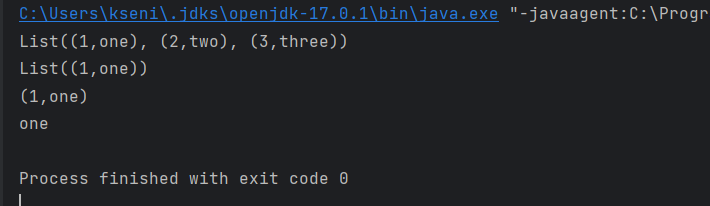 C:\Users\kseni\.jdks\openjdk-17.0.1\bin\java.exe "-javaagent:C:\Progr
List((1,one), (2,two), (3,three))
List((1,one))
(1,one)
one
Process finished with exit code 0